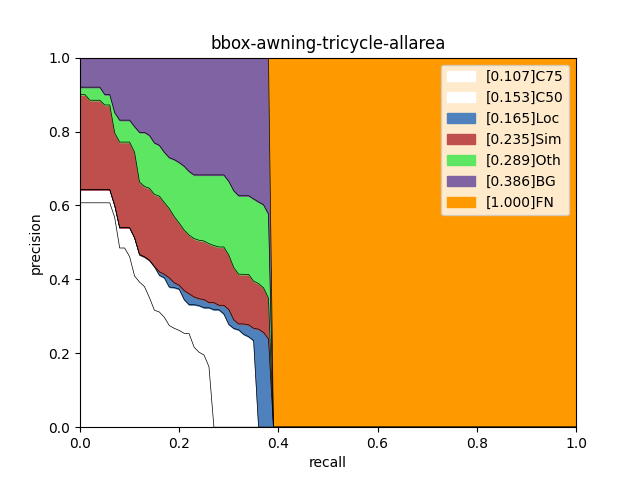 bbox-awning-tricycle-allarea
1.0
0.8
0.6
0.4
0.2
0.0
precision
[0.107]C75
[0.153]C50
[0.165]Loc
[0.235]Sim
[0.289]Oth
[0.386]BG
[1.000]FN
0.0 0.2 0.4 0.6 0.8 1.0
recall